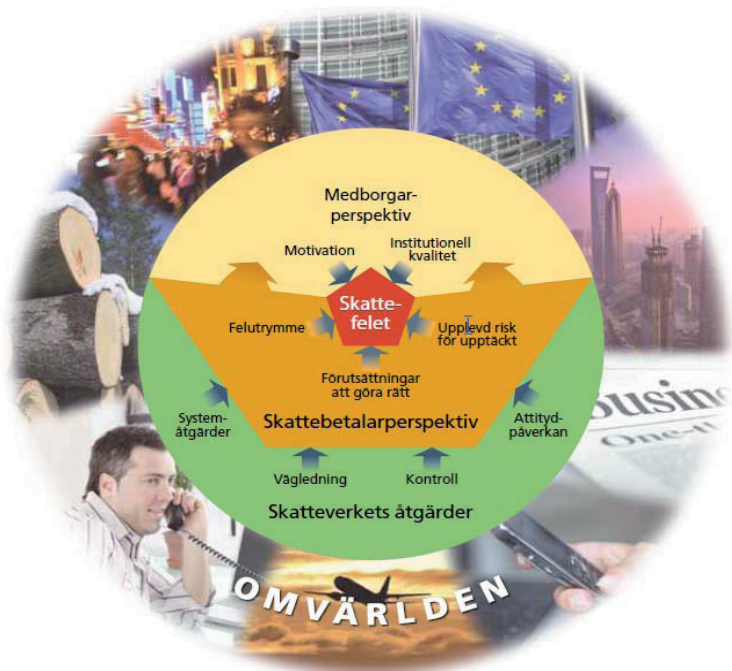 Medborgar-
perspektiv
Motivation
Institutionell
kvalitet
Skatte-
felet
Felutrymme
Upplevd risk
för upptäckt
Förutsättningar
att göra rätt
System-
åtgärder
Skattebetalarperspektiv
Attityd-
påverkan
Vägledning
Kontroll
Skatteverkets åtgärder
OMVÄRLDEN